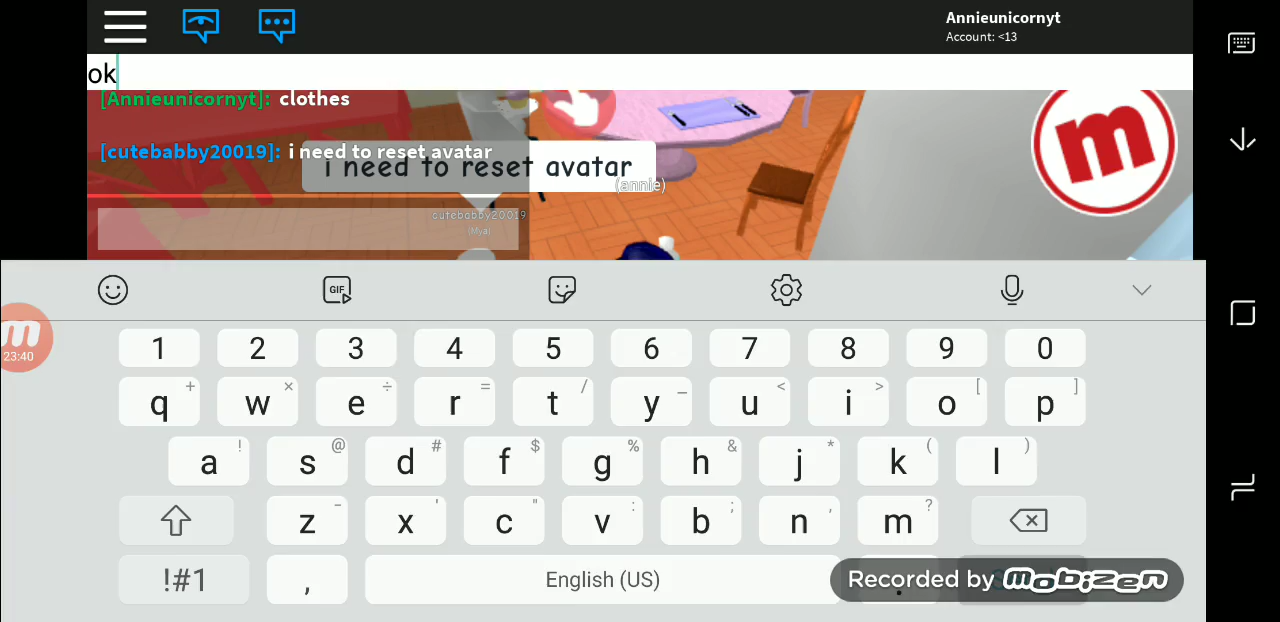 Annieunicornyt
Account: <13
ok
[Annieunicornyt]: clothes
[cutebabby20019]: i need to reset avatar
i need to reset avatar
(annie)
cutebabby20019
(Mya)
m
GIF
m
23:40
1 2 3 4 5 6 7 8 9 0
+ × ÷ = / _ < > [ ]
q w e r t y u i o p
! @ # $ % & * ( )
a s d f g h j k l
- ' " : ; , ?
z x c v b n m
!#1 , English (US) .
Recorded by mobizen